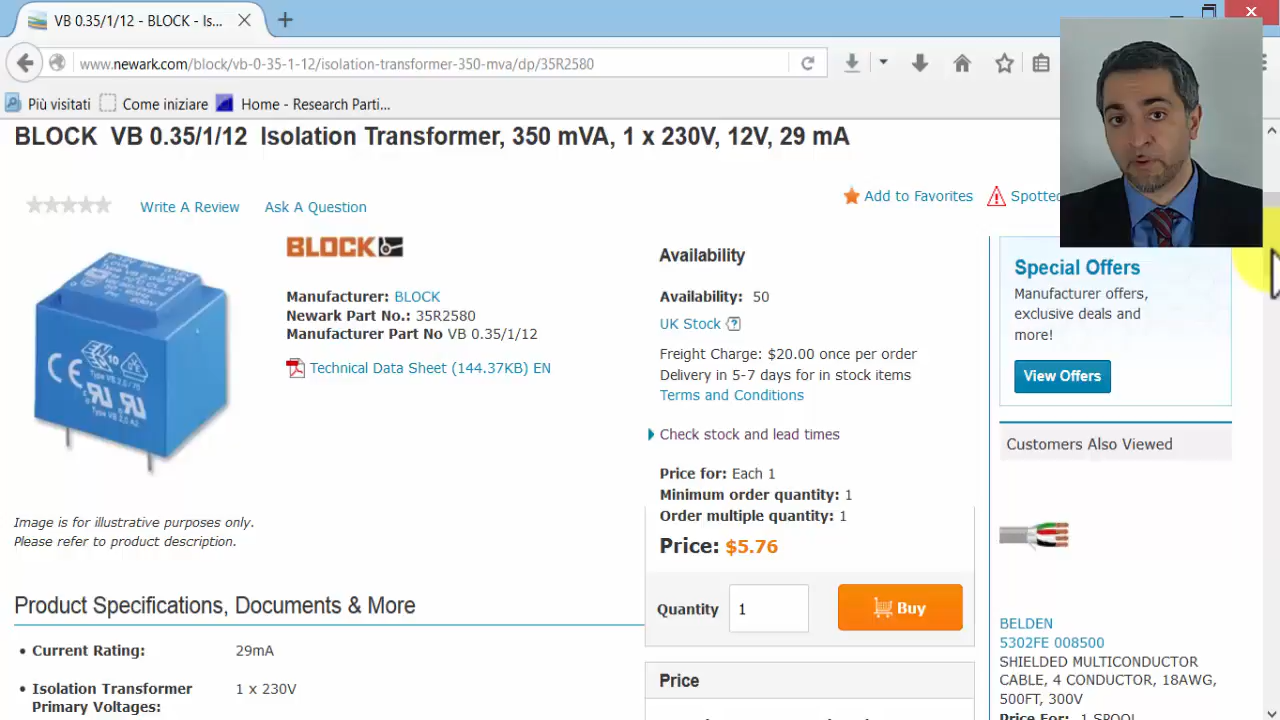 VB 0.35/1/12 - BLOCK - Is...
www.newark.com/block/vb-0-35-1-12/isolation-transformer-350-mva/dp/35R2580
Più visitati
Come iniziare
Home - Research Parti...
BLOCK VB 0.35/1/12 Isolation Transformer, 350 mVA, 1 x 230V, 12V, 29 mA
Write A Review
Ask A Question
Add to Favorites
Spotted
BLOCK
Manufacturer: BLOCK
Newark Part No.: 35R2580
Manufacturer Part No VB 0.35/1/12
Technical Data Sheet (144.37KB) EN
Image is for illustrative purposes only.
Please refer to product description.
Availability
Availability: 50
UK Stock
Freight Charge: $20.00 once per order
Delivery in 5-7 days for in stock items
Terms and Conditions
Check stock and lead times
Price for: Each 1
Minimum order quantity: 1
Order multiple quantity: 1
Price: $5.76
Quantity 1 Buy
Price
Product Specifications, Documents & More
• Current Rating: 29mA
• Isolation Transformer 1 x 230V
Primary Voltages:
Special Offers
Manufacturer offers,
exclusive deals and
more!
View Offers
Customers Also Viewed
BELDEN
5302FE 008500
SHIELDED MULTICONDUCTOR
CABLE, 4 CONDUCTOR, 18AWG,
500FT, 300V
Price For: 1 SPOOL